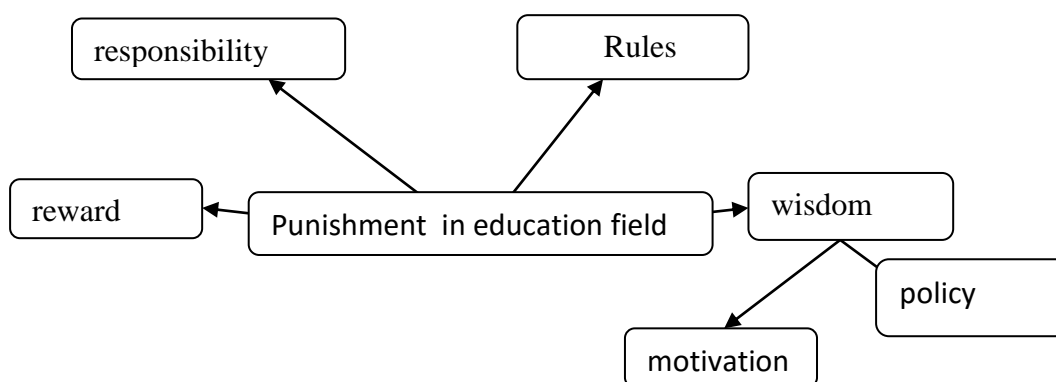 responsibility
Rules
reward
Punishment in education field
wisdom
policy
motivation